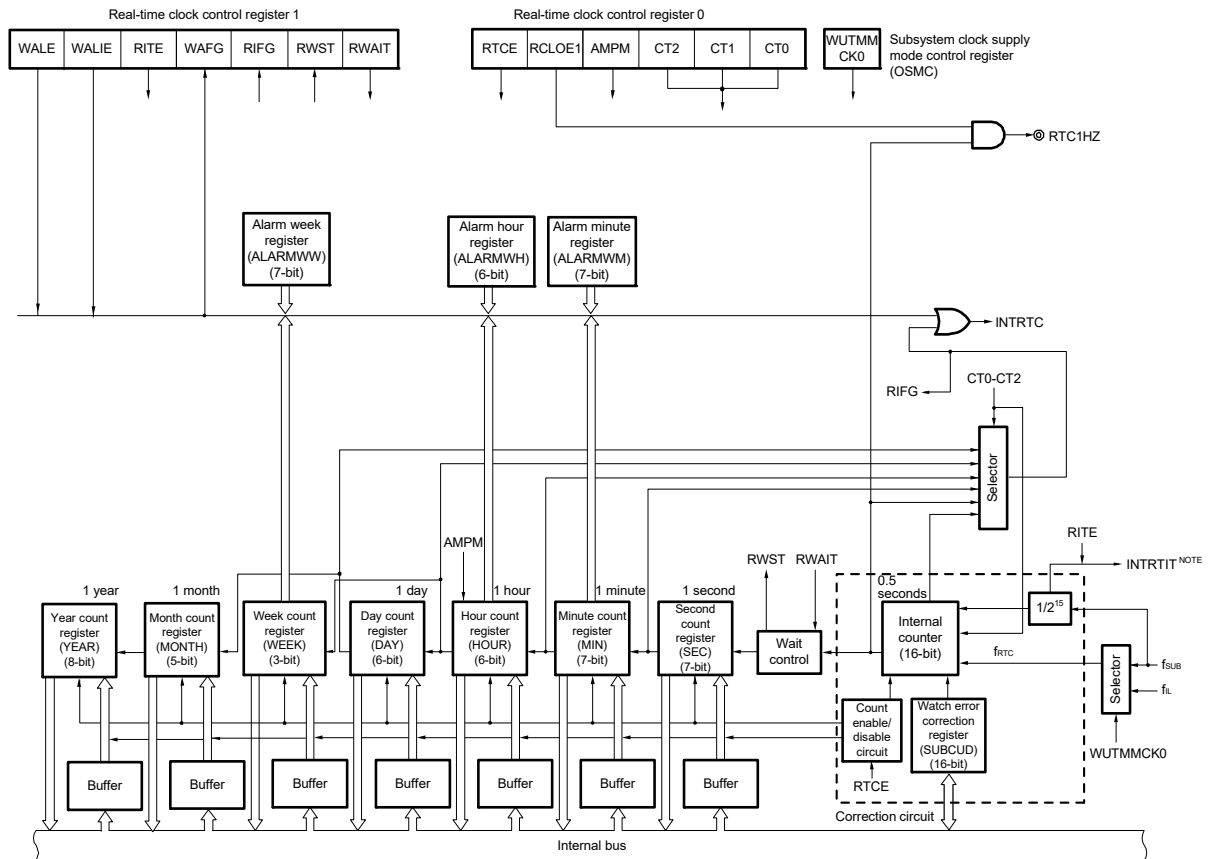 Real-time clock control register 1
Real-time clock control register 0
WALE WALIE RITE WAFG RIFG RWST RWAIT
RTCE RCLOE1 AMPM CT2 CT1 CT0
WUTMM
CK0
Subsystem clock supply
mode control register
(OSMC)
RTC1HZ
Alarm week
register
(ALARMWW)
(7-bit)
Alarm hour
register
(ALARMWH)
(6-bit)
Alarm minute
register
(ALARMWM)
(7-bit)
INTRTC
RIFG
CT0-CT2
Selector
AMPM
RWST
RWAIT
RITE
INTRTIT NOTE
1 year
1 month
1 day
1 hour
1 minute
1 second
0.5
seconds
Year count
register
(YEAR)
(8-bit)
Month count
register
(MONTH)
(5-bit)
Week count
register
(WEEK)
(3-bit)
Day count
register
(DAY)
(6-bit)
Hour count
register
(HOUR)
(6-bit)
Minute count
register
(MIN)
(7-bit)
Second
count
register
(SEC)
(7-bit)
Wait
control
Internal
counter
(16-bit)
1/2¹⁵
fRTC
Selector
fSUB
fIL
WUTMMCK0
Count
enable/
disable
circuit
Watch error
correction
register
(SUBCUD)
(16-bit)
RTCE
Correction circuit
Buffer
Buffer
Buffer
Buffer
Buffer
Buffer
Buffer
Internal bus